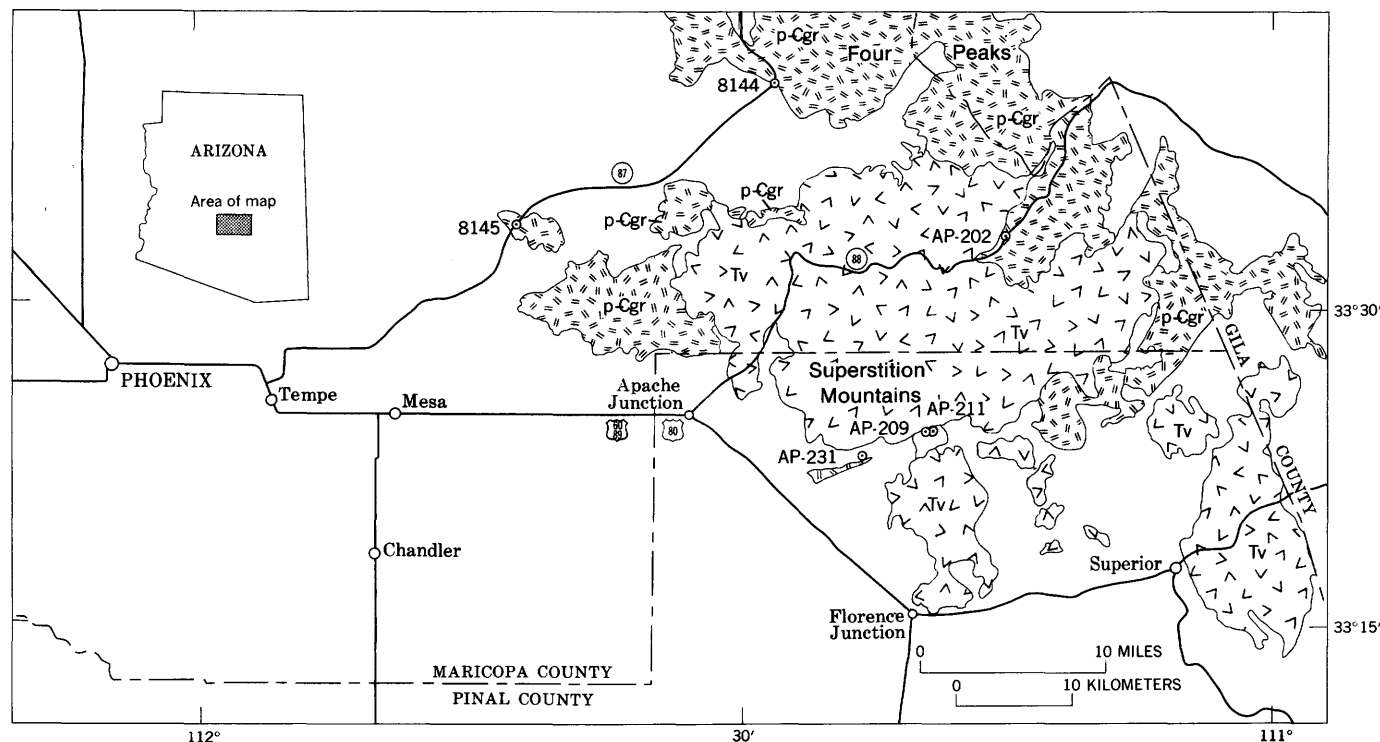 p-Cgr
Four Peaks
8144
p-Cgr
ARIZONA
Area of map
87
p-Cgr
p-Cgr
8145
AP-202
88
Tv
p-Cgr
p-Cgr
Tv
33°30'
GILA COUNTY
PHOENIX
Tempe
Mesa
Apache
Junction
60
89
80
Superstition
Mountains
AP-211
AP-209
AP-231
Tv
Tv
Tv
Chandler
Superior
Florence
Junction
33°15'
0 10 MILES
0 10 KILOMETERS
MARICOPA COUNTY
PINAL COUNTY
112° 30' 111°